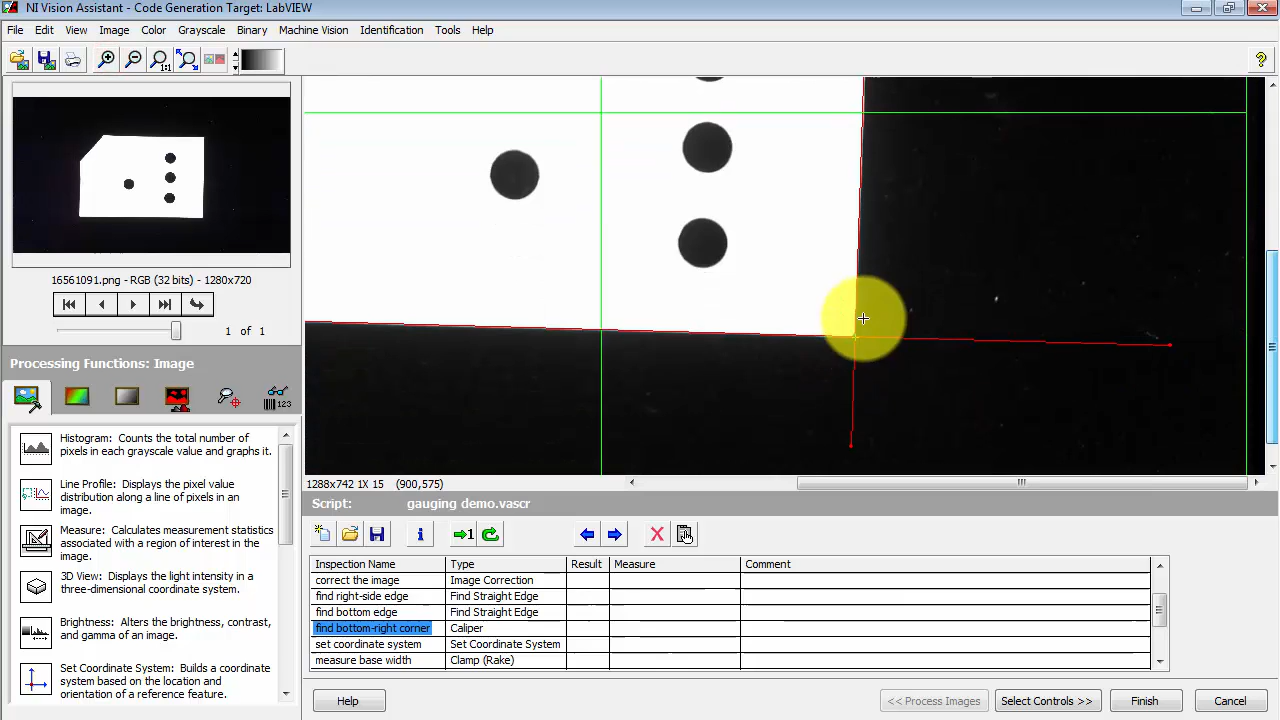 NI Vision Assistant - Code Generation Target: LabVIEW
File Edit View Image Color Grayscale Binary Machine Vision Identification Tools Help
1:1
?
16561091.png - RGB (32 bits) - 1280x720
1 of 1
Processing Functions: Image
123
Histogram: Counts the total number of
pixels in each grayscale value and graphs it.
Line Profile: Displays the pixel value
distribution along a line of pixels in an
image.
Measure: Calculates measurement statistics
associated with a region of interest in the
image.
3D View: Displays the light intensity in a
three-dimensional coordinate system.
Brightness: Alters the brightness, contrast,
and gamma of an image.
Set Coordinate System: Builds a coordinate
system based on the location and
orientation of a reference feature.
1288x742 1X 15 (900,575)
Script: gauging demo.vascr
1
Inspection Name Type Result Measure Comment
correct the image Image Correction
find right-side edge Find Straight Edge
find bottom edge Find Straight Edge
find bottom-right corner Caliper
set coordinate system Set Coordinate System
measure base width Clamp (Rake)
Help << Process Images Select Controls >> Finish Cancel